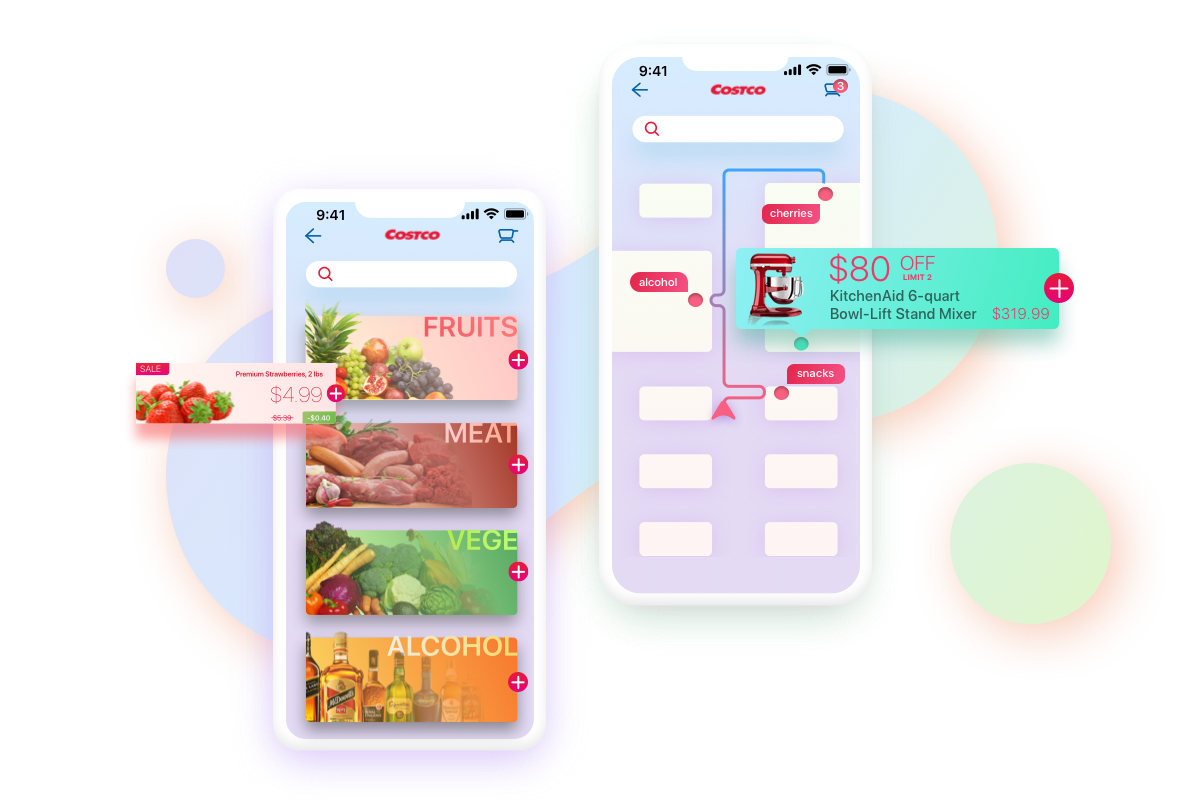 9:41
COSTCO
FRUITS
SALE
Premium Strawberries, 2 lbs
$4.99
$5.39
-$0.40
MEAT
VEGE
ALCOHOL
9:41
COSTCO
3
cherries
alcohol
$80 OFF
LIMIT 2
KitchenAid 6-quart
Bowl-Lift Stand Mixer
$319.99
snacks